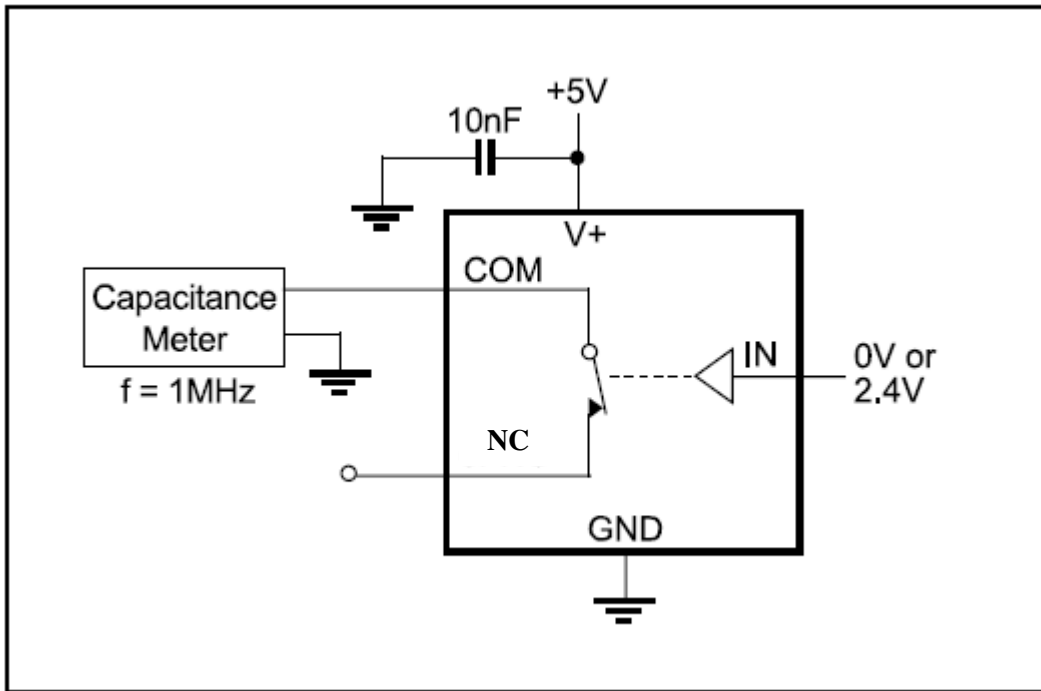 +5V
10nF
V+
COM
Capacitance
Meter
f = 1MHz
IN
0V or
2.4V
NC
GND